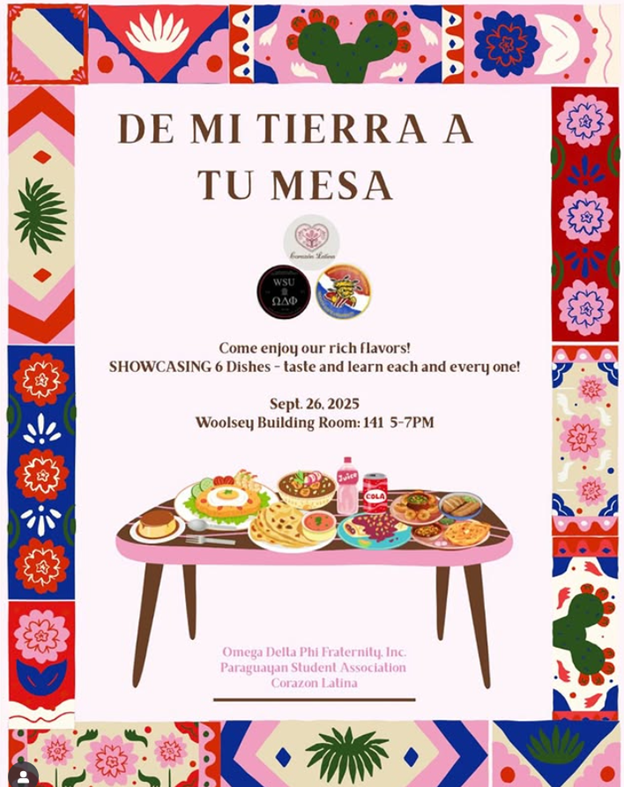 DE MI TIERRA A
TU MESA
Corazón Latina
WSU
ΩΔΦ
Come enjoy our rich flavors!
SHOWCASING 6 Dishes - taste and learn each and every one!
Sept. 26, 2025
Woolsey Building Room: 141 5-7PM
Juice
COLA
Omega Delta Phi Fraternity, Inc.
Paraguayan Student Association
Corazon Latina